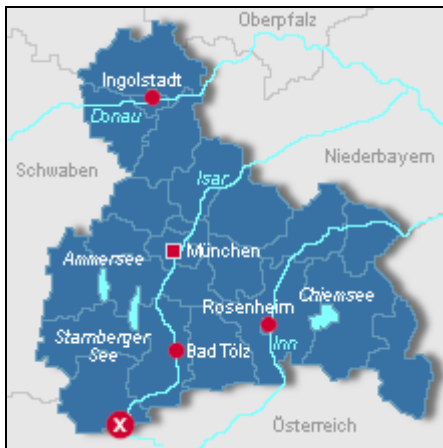 Oberpfalz
Ingolstadt
Donau
Schwaben
Niederbayern
Isar
München
Ammersee
Chiemsee
Rosenheim
Starnberger
See
Inn
Bad Tölz
X
Österreich